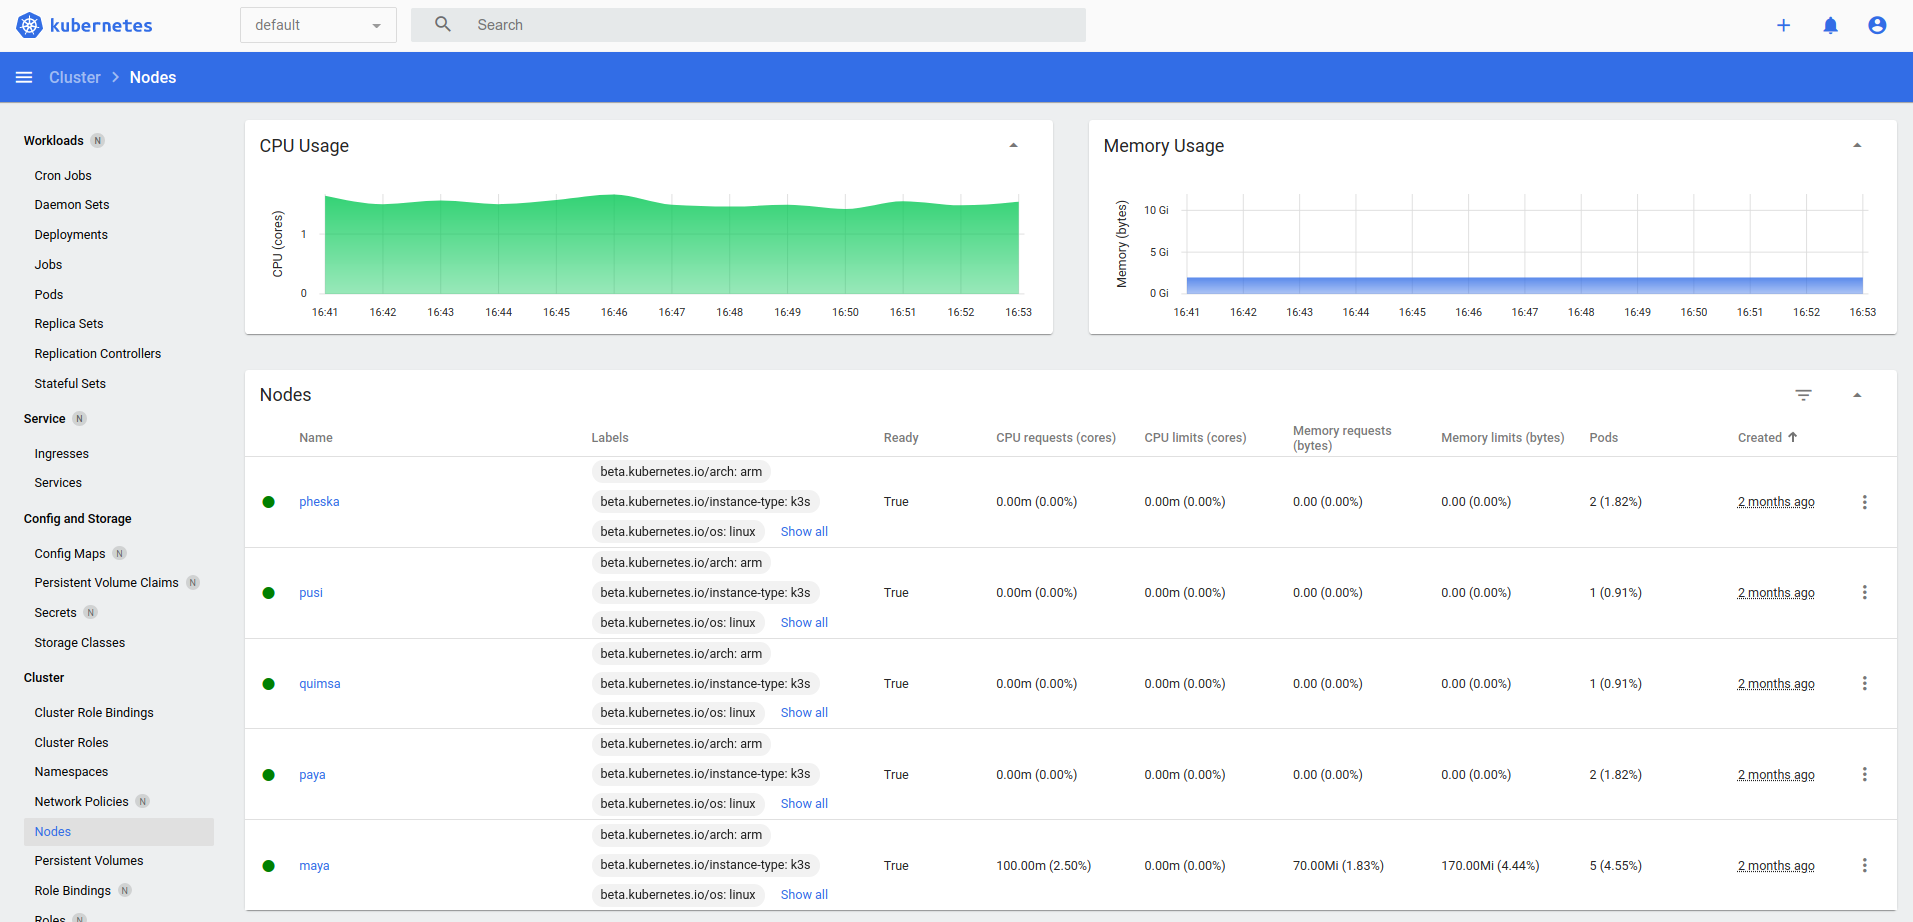 kubernetes
default
Search
Cluster > Nodes
Workloads N
Cron Jobs
Daemon Sets
Deployments
Jobs
Pods
Replica Sets
Replication Controllers
Stateful Sets
Service N
Ingresses
Services
Config and Storage
Config Maps N
Persistent Volume Claims N
Secrets N
Storage Classes
Cluster
Cluster Role Bindings
Cluster Roles
Namespaces
Network Policies N
Nodes
Persistent Volumes
Role Bindings N
Roles N
CPU Usage
CPU (cores)
1
0
16:41 16:42 16:43 16:44 16:45 16:46 16:47 16:48 16:49 16:50 16:51 16:52 16:53
Memory Usage
Memory (bytes)
10 Gi
5 Gi
0 Gi
16:41 16:42 16:43 16:44 16:45 16:46 16:47 16:48 16:49 16:50 16:51 16:52 16:53
Nodes
Name Labels Ready CPU requests (cores) CPU limits (cores) Memory requests (bytes) Memory limits (bytes) Pods Created
beta.kubernetes.io/arch: arm
pheska beta.kubernetes.io/instance-type: k3s True 0.00m (0.00%) 0.00m (0.00%) 0.00 (0.00%) 0.00 (0.00%) 2 (1.82%) 2 months ago
beta.kubernetes.io/os: linux Show all
beta.kubernetes.io/arch: arm
pusi beta.kubernetes.io/instance-type: k3s True 0.00m (0.00%) 0.00m (0.00%) 0.00 (0.00%) 0.00 (0.00%) 1 (0.91%) 2 months ago
beta.kubernetes.io/os: linux Show all
beta.kubernetes.io/arch: arm
quimsa beta.kubernetes.io/instance-type: k3s True 0.00m (0.00%) 0.00m (0.00%) 0.00 (0.00%) 0.00 (0.00%) 1 (0.91%) 2 months ago
beta.kubernetes.io/os: linux Show all
beta.kubernetes.io/arch: arm
paya beta.kubernetes.io/instance-type: k3s True 0.00m (0.00%) 0.00m (0.00%) 0.00 (0.00%) 0.00 (0.00%) 2 (1.82%) 2 months ago
beta.kubernetes.io/os: linux Show all
beta.kubernetes.io/arch: arm
maya beta.kubernetes.io/instance-type: k3s True 100.00m (2.50%) 0.00m (0.00%) 70.00Mi (1.83%) 170.00Mi (4.44%) 5 (4.55%) 2 months ago
beta.kubernetes.io/os: linux Show all